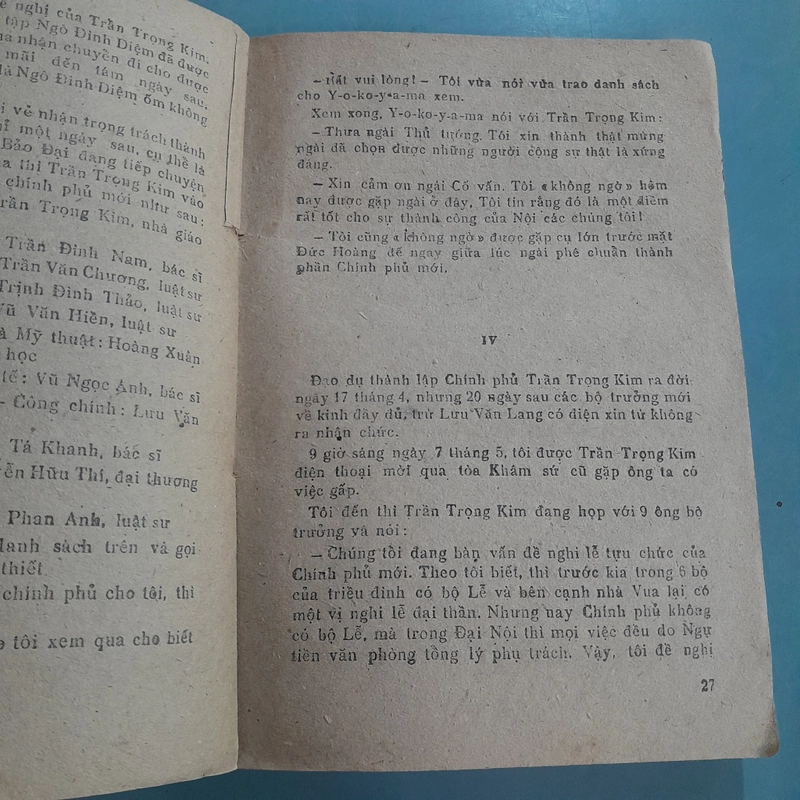 ề nghị của Trần Trọng Kim,
tập Ngô Đình Diệm đã được
nhận chuyển đi cho được
mãi đến tám ngày sau,
là Ngô Đình Diệm ốm không
vẻ nhận trọng trách thành
một ngày sau, cụ thể là
Bảo Đại đang tiếp chuyện
thì Trần Trọng Kim vào
chính phủ mới như sau:
Trần Trọng Kim, nhà giáo
Trần Đình Nam, bác sĩ
Trần Văn Chương, luật sư
Trịnh Đình Thảo, luật sư
Vũ Văn Hiền, luật sư
à Mỹ thuật: Hoàng Xuân
học
tế: Vũ Ngọc Anh, bác sĩ
– Công chính: Lưu Văn
Tá Khanh, bác sĩ
Nguyễn Hữu Thí, đại thương
Phan Anh, luật sư
danh sách trên và gọi
thiết.
chính phủ cho tôi, thì
tôi xem qua cho biết
– Rất vui lòng! – Tôi vừa nói vừa trao danh sách
cho Y-o-ko-y-a-ma xem.
Xem xong, Y-o-ko-y-a-ma nói với Trần Trọng Kim:
– Thưa ngài Thủ tướng. Tôi xin thành thật mừng
ngài đã chọn được những người cộng sự thật là xứng
đáng.
– Xin cảm ơn ngài Cố vấn. Tôi « không ngờ » hôm
nay được gặp ngài ở đây, Tôi tin rằng đó là một điềm
rất tốt cho sự thành công của Nội các chúng tôi!
– Tôi cũng « không ngờ » được gặp cụ lớn trước mặt
Đức Hoàng đế ngay giữa lúc ngài phê chuẩn thành
phần Chính phủ mới.
IV
Đạo dụ thành lập Chính phủ Trần Trọng Kim ra đời
ngày 17 tháng 4, nhưng 20 ngày sau các bộ trưởng mới
về kinh đầy đủ, trừ Lưu Văn Lang có điện xin từ không
ra nhận chức.
9 giờ sáng ngày 7 tháng 5, tôi được Trần Trọng Kim
điện thoại mời qua tòa Khâm sứ cũ gặp ông ta có
việc gấp.
Tôi đến thì Trần Trọng Kim đang họp với 9 ông bộ
trưởng và nói:
– Chúng tôi đang bàn vấn đề nghi lễ tựu chức của
Chính phủ mới. Theo tôi biết, thì trước kia trong 6 bộ
của triều đình có bộ Lễ và bên cạnh nhà Vua lại có
một vị nghi lễ đại thần. Nhưng nay Chính phủ không
có bộ Lễ, mà trong Đại Nội thì mọi việc đều do Ngự
tiền văn phòng tổng lý phụ trách. Vậy, tôi đề nghị
27